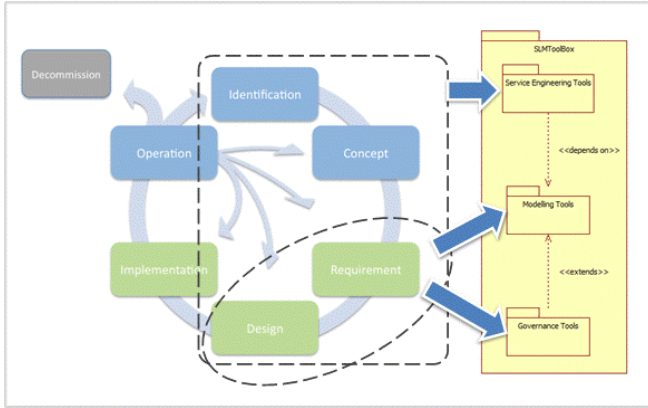 SLMToolBox
Decommission
Service Engineering Tools
Identification
<<depends on>>
Operation
Concept
Modelling Tools
Implementation
Requirement
<<extends>>
Design
Governance Tools